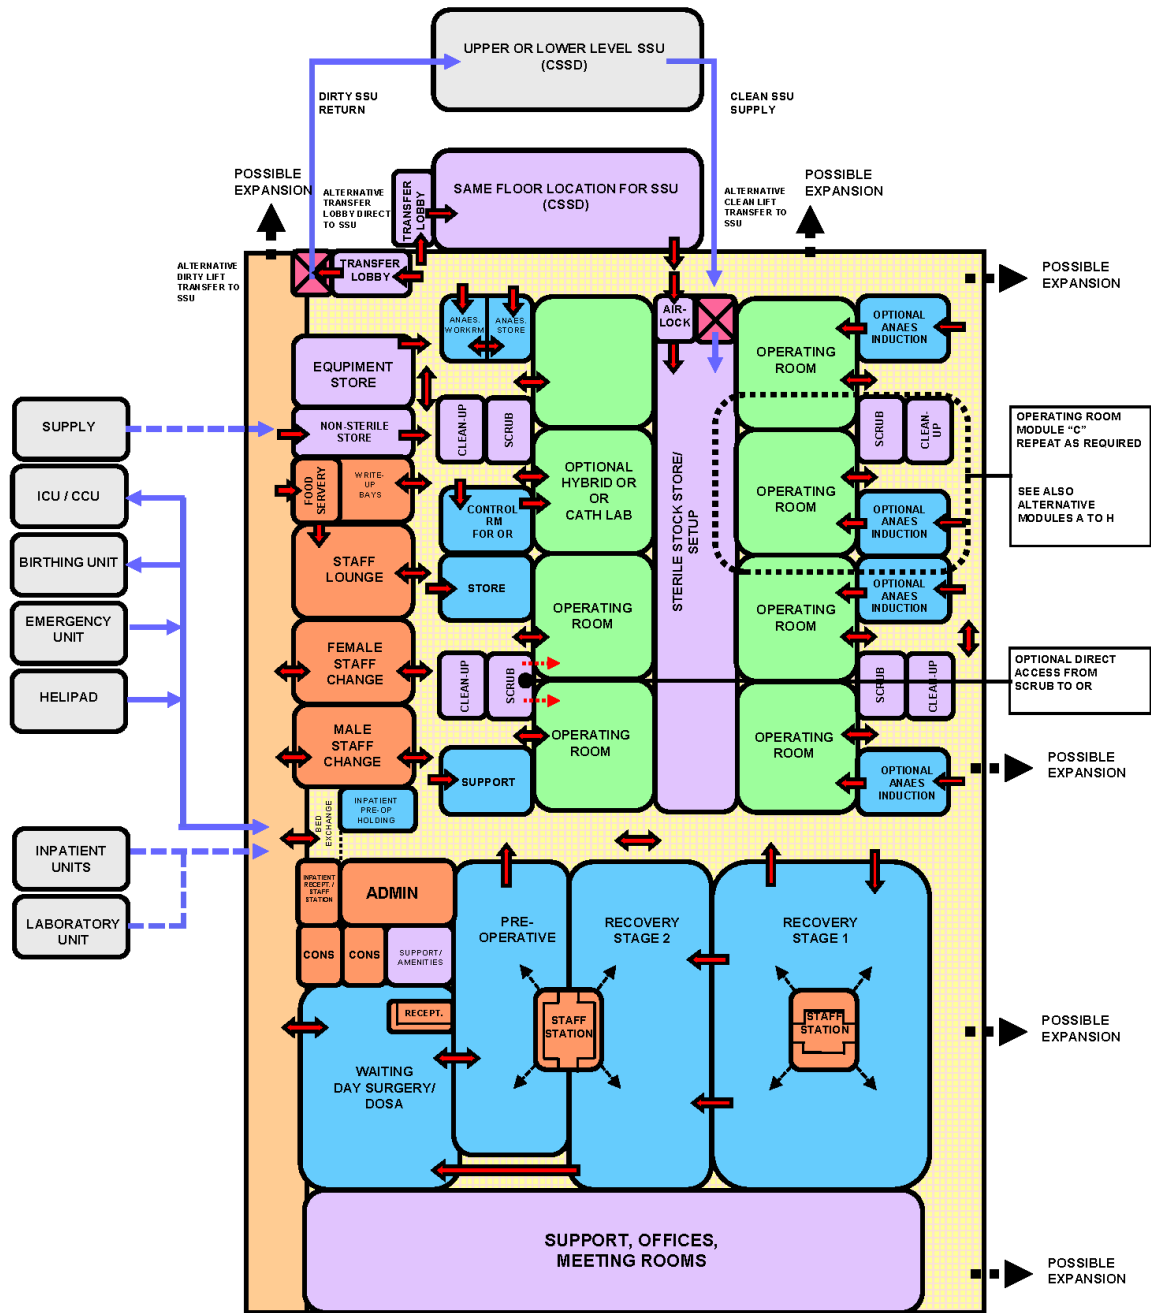 UPPER OR LOWER LEVEL SSU
(CSSD)
DIRTY SSU
RETURN
CLEAN SSU
SUPPLY
POSSIBLE
EXPANSION
ALTERNATIVE
TRANSFER
LOBBY DIRECT
TO SSU
TRANSFER
LOBBY
SAME FLOOR LOCATION FOR SSU
(CSSD)
ALTERNATIVE
CLEAN LIFT
TRANSFER TO
SSU
POSSIBLE
EXPANSION
ALTERNATIVE
DIRTY LIFT
TRANSFER TO
SSU
TRANSFER
LOBBY
POSSIBLE
EXPANSION
ANAES.
WORKRM
ANAES.
STORE
AIR-
LOCK
OPERATING
ROOM
OPTIONAL
ANAES
INDUCTION
EQUPIMENT
STORE
SUPPLY
NON-STERILE
STORE
CLEAN-UP
SCRUB
SCRUB
CLEAN-
UP
OPERATING ROOM
MODULE “C”
REPEAT AS REQUIRED
SEE ALSO
ALTERNATIVE
MODULES A TO H
ICU / CCU
FOOD
SERVERY
WRITE-
UP
BAYS
OPTIONAL
HYBRID OR
OR
CATH LAB
CONTROL
RM
FOR OR
STERILE STOCK STORE/
SETUP
OPERATING
ROOM
OPTIONAL
ANAES
INDUCTION
BIRTHING UNIT
STAFF
LOUNGE
STORE
OPERATING
ROOM
OPERATING
ROOM
OPTIONAL
ANAES
INDUCTION
EMERGENCY
UNIT
FEMALE
STAFF
CHANGE
CLEAN-UP
SCRUB
SCRUB
CLEAN-UP
OPTIONAL DIRECT
ACCESS FROM
SCRUB TO OR
HELIPAD
MALE
STAFF
CHANGE
OPERATING
ROOM
OPERATING
ROOM
SUPPORT
OPTIONAL
ANAES
INDUCTION
POSSIBLE
EXPANSION
BED
EXCHANGE
INPATIENT
PRE-OP
HOLDING
INPATIENT
UNITS
LABORATORY
UNIT
INPATIENT
RECEPT. /
STAFF
STATION
ADMIN
CONS
CONS
SUPPORT/
AMENITIES
PRE-
OPERATIVE
RECOVERY
STAGE 2
RECOVERY
STAGE 1
RECEPT.
STAFF
STATION
STAFF
STATION
POSSIBLE
EXPANSION
WAITING
DAY SURGERY/
DOSA
SUPPORT, OFFICES,
MEETING ROOMS
POSSIBLE
EXPANSION